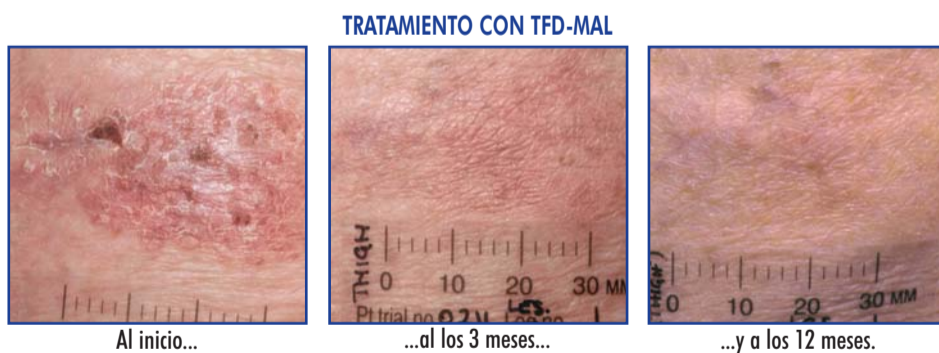 TRATAMIENTO CON TFD-MAL
THIGH
0 10 20 30 MM
Pt trial no
0 10 20 30 MM
Al inicio...
...al los 3 meses...
...y a los 12 meses.